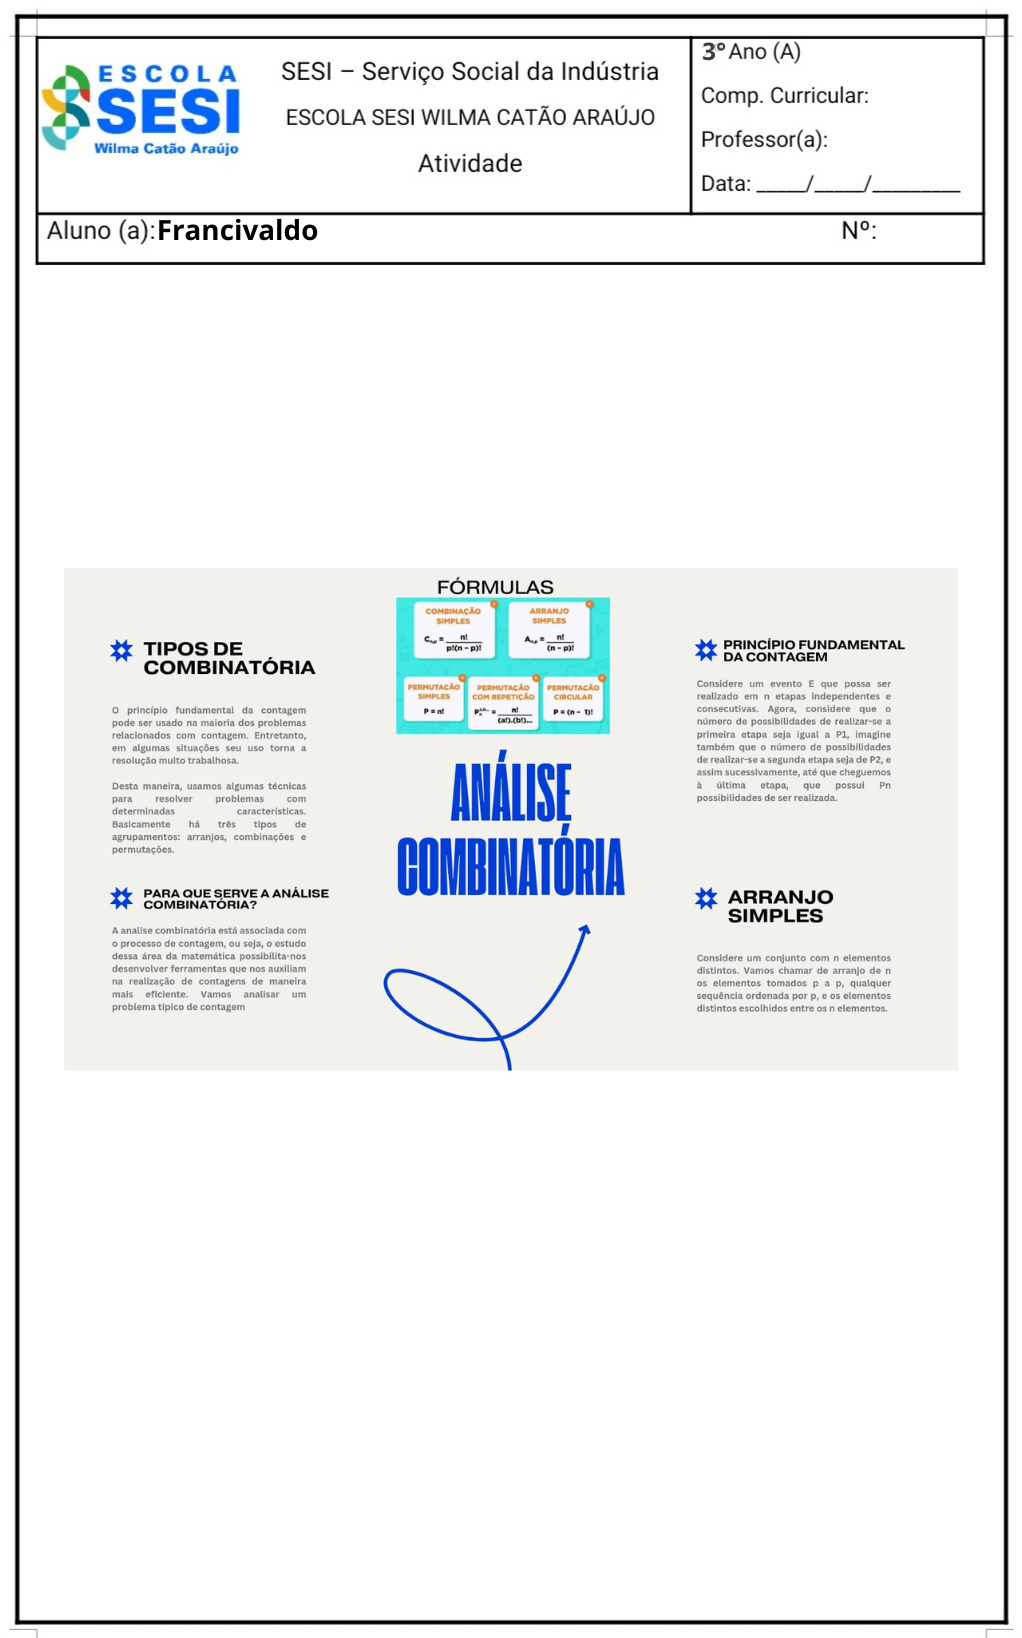 ESCOLA
SESI
Wilma Catão Araújo
SESI – Serviço Social da Indústria
ESCOLA SESI WILMA CATÃO ARAÚJO
Atividade
3° Ano (A)
Comp. Curricular:
Professor(a):
Data: _____/_____/_________
Aluno (a):Francivaldo
Nº:
FÓRMULAS
COMBINAÇÃO
SIMPLES
Cn,p = n!
p!(n – p)!
ARRANJO
SIMPLES
An,p = n!
(n – p)!
PERMUTAÇÃO
SIMPLES
P = n!
PERMUTAÇÃO
COM REPETIÇÃO
n!
(a!).(b!)...
PERMUTAÇÃO
CIRCULAR
P = (n – 1)!
ANÁLISE
COMBINATÓRIA
TIPOS DE
COMBINATÓRIA
O princípio fundamental da contagem
pode ser usado na maioria dos problemas
relacionados com contagem. Entretanto,
em algumas situações seu uso torna a
resolução muito trabalhosa.
Desta maneira, usamos algumas técnicas
para resolver problemas com
determinadas características.
Basicamente há três tipos de
agrupamentos: arranjos, combinações e
permutações.
PARA QUE SERVE A ANÁLISE
COMBINATÓRIA?
A analise combinatória está associada com
o processo de contagem, ou seja, o estudo
dessa área da matemática possibilita-nos
desenvolver ferramentas que nos auxiliam
na realização de contagens de maneira
mais eficiente. Vamos analisar um
problema típico de contagem
PRINCÍPIO FUNDAMENTAL
DA CONTAGEM
Considere um evento E que possa ser
realizado em n etapas independentes e
consecutivas. Agora, considere que o
número de possibilidades de realizar-se a
primeira etapa seja igual a P1, imagine
também que o número de possibilidades
de realizar-se a segunda etapa seja de P2, e
assim sucessivamente, até que cheguemos
à última etapa, que possui Pn
possibilidades de ser realizada.
ARRANJO
SIMPLES
Considere um conjunto com n elementos
distintos. Vamos chamar de arranjo de n
os elementos tomados p a p, qualquer
sequência ordenada por p, e os elementos
distintos escolhidos entre os n elementos.